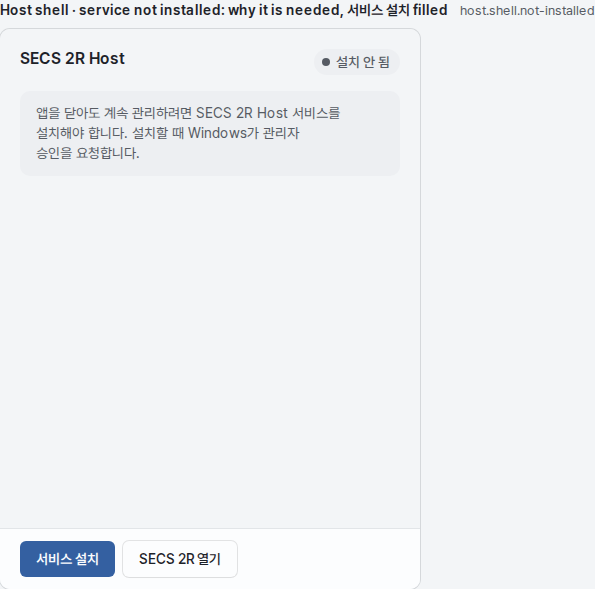 Host shell · service not installed: why it is needed, 서비스 설치 filled host.shell.not-installed
SECS 2R Host
설치 안 됨
앱을 닫아도 계속 관리하려면 SECS 2R Host 서비스를
설치해야 합니다. 설치할 때 Windows가 관리자
승인을 요청합니다.
서비스 설치
SECS 2R 열기